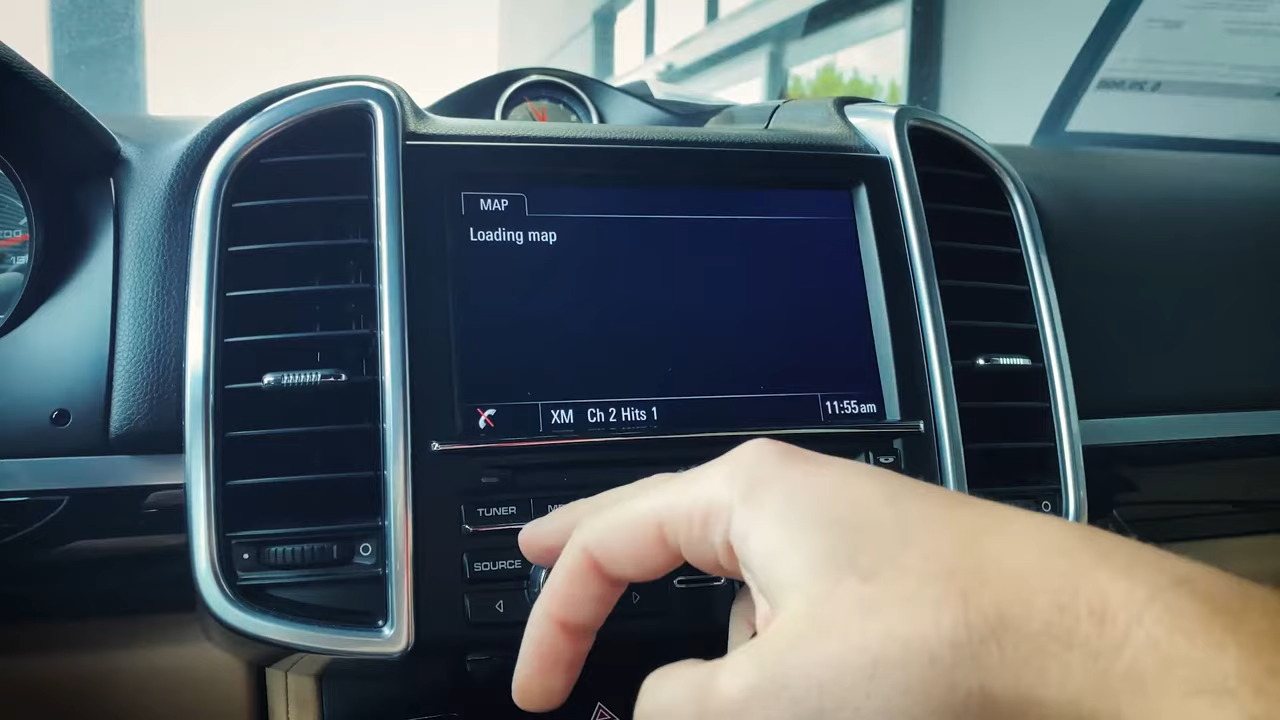 MAP
Loading map
XM Ch 2 Hits 1
11:55 am
TUNER
SOURCE